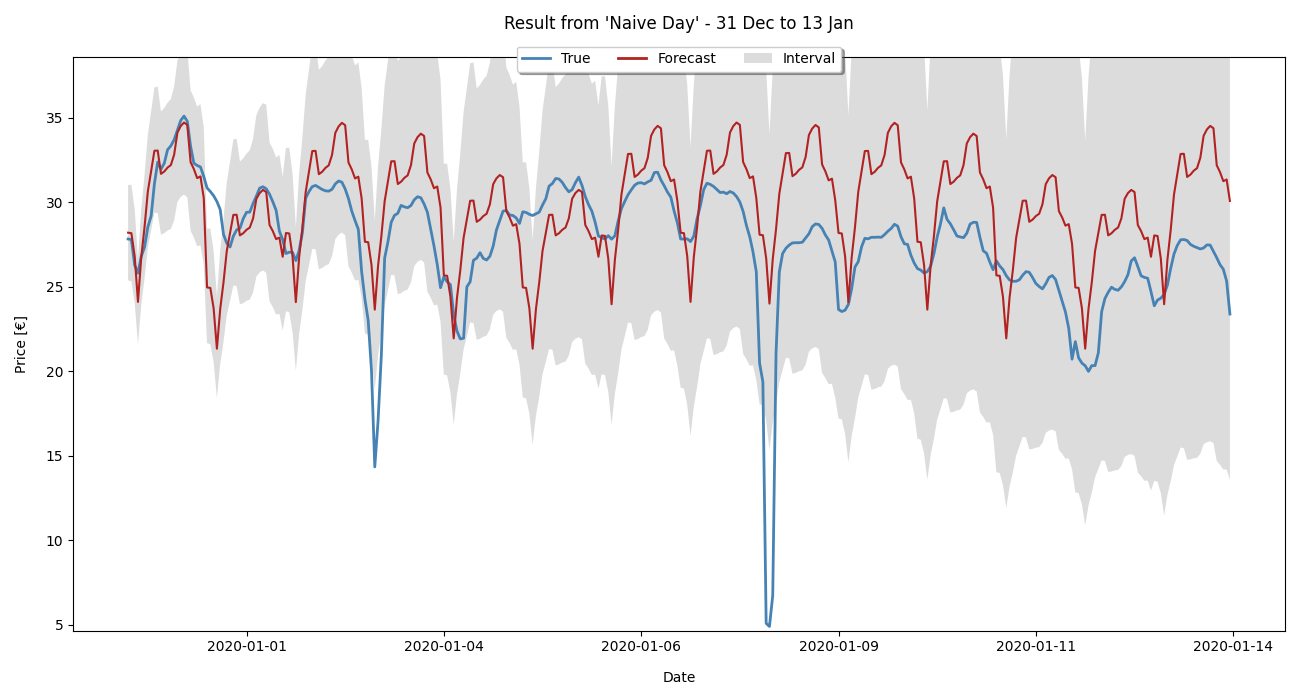 Result from 'Naive Day' - 31 Dec to 13 Jan
True
Forecast
Interval
35
30
25
20
15
10
5
Price [€]
2020-01-01
2020-01-04
2020-01-06
2020-01-09
2020-01-11
2020-01-14
Date